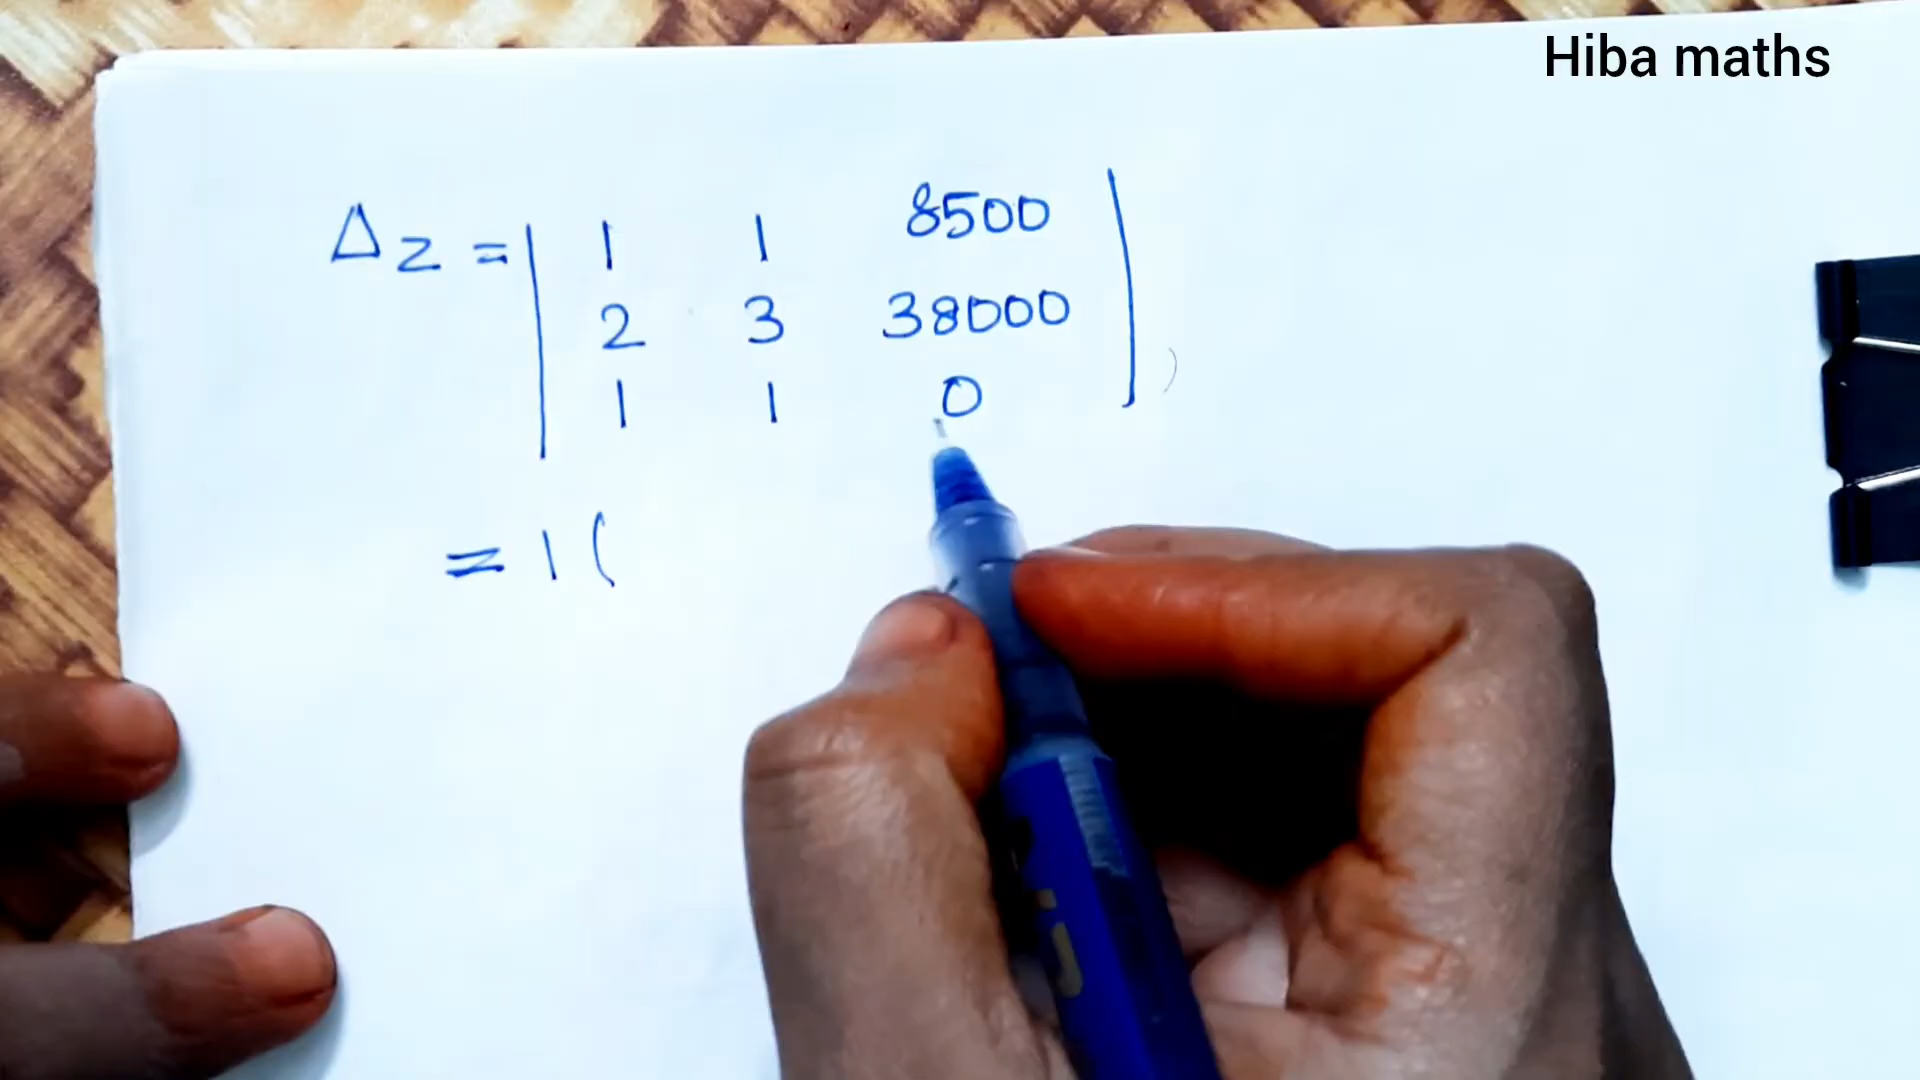 Hiba maths
Δz = | 1 1 8500 |
2 3 38000
1 1 0
= 1 (